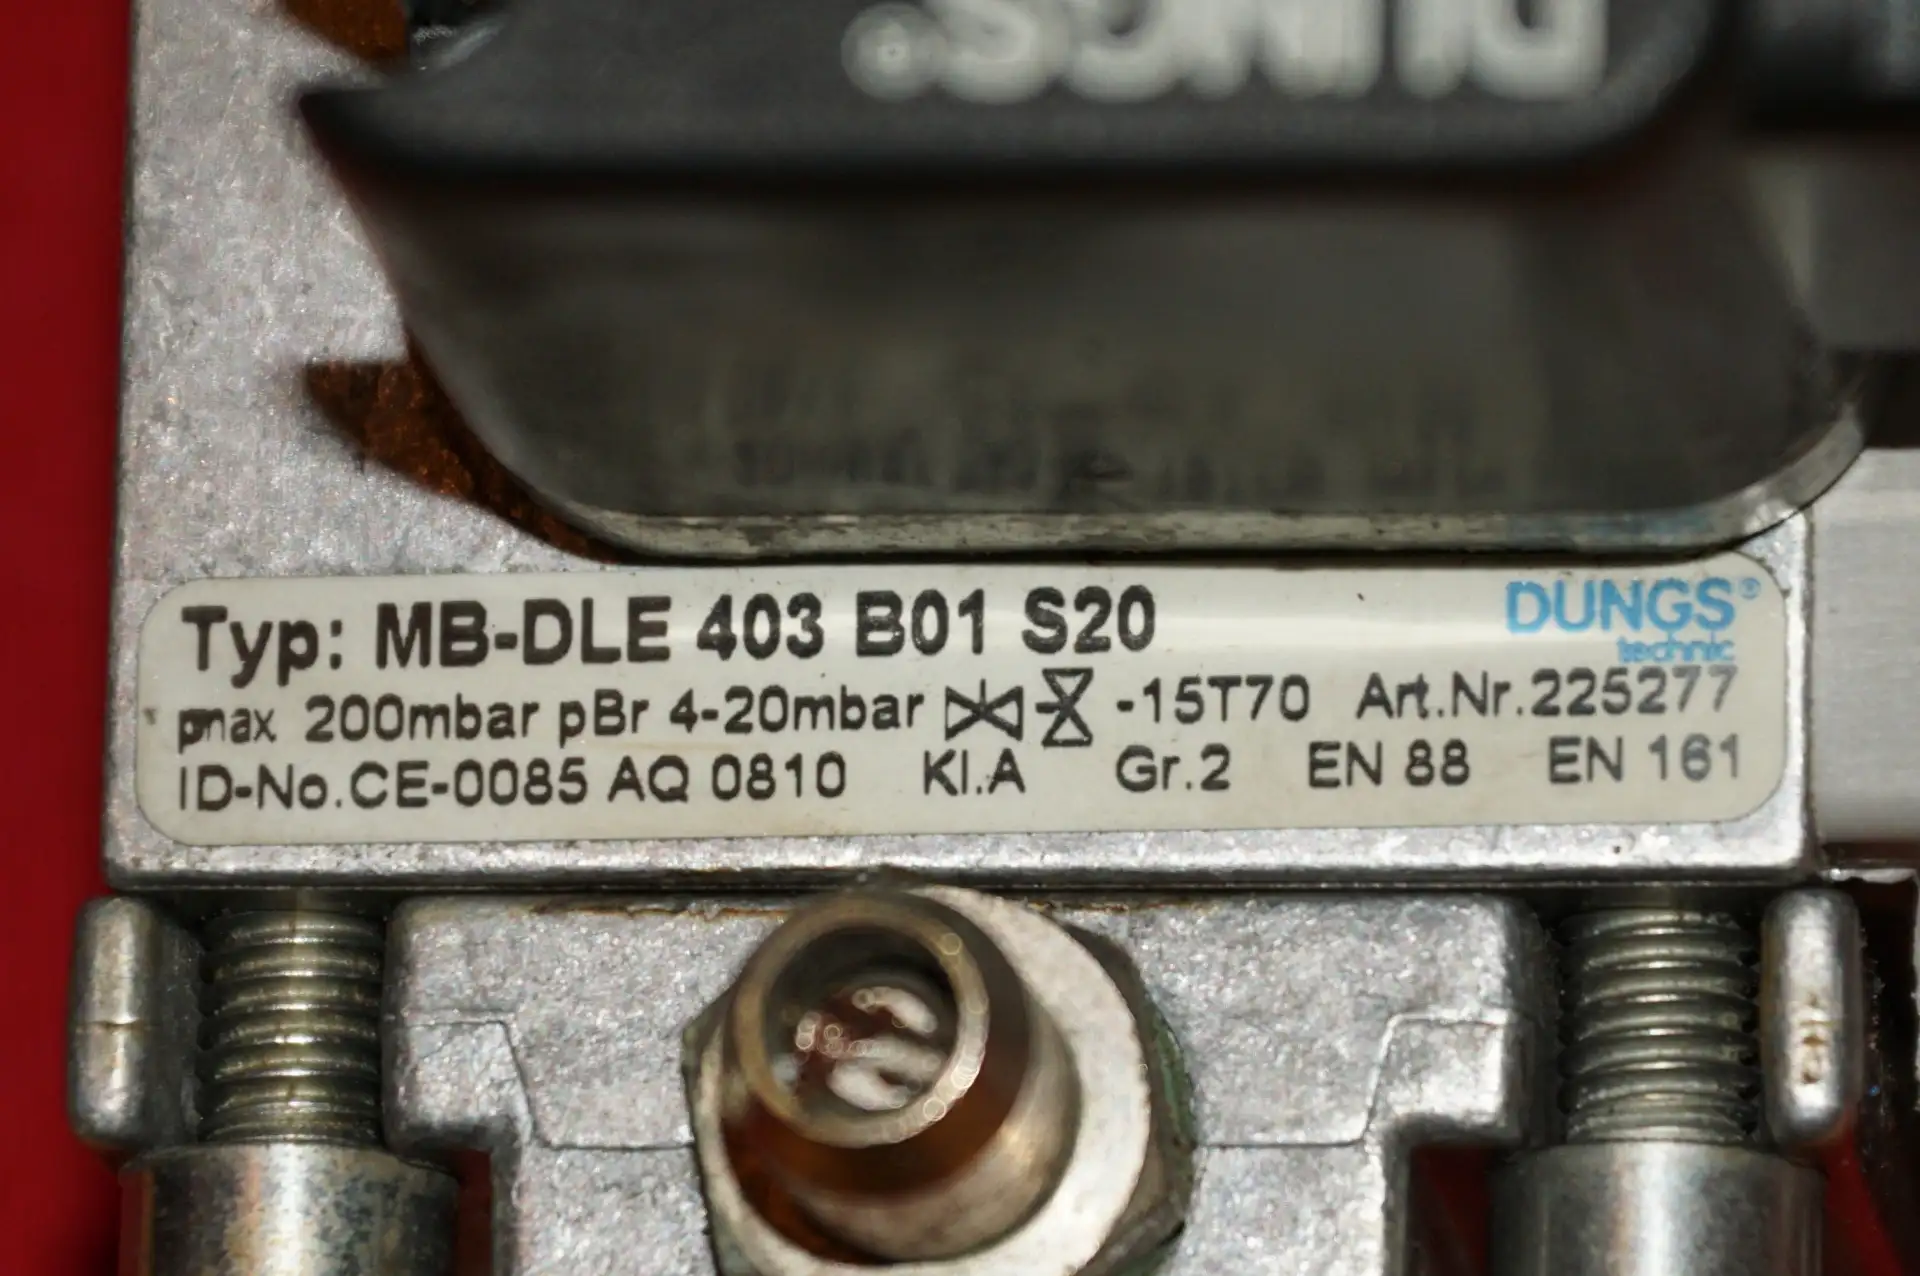 DUNGS®
Typ: MB-DLE 403 B01 S20
DUNGS®
technic
pmax 200mbar pBr 4-20mbar -15T70 Art.Nr.225277
ID-No.CE-0085 AQ 0810 Kl.A Gr.2 EN 88 EN 161